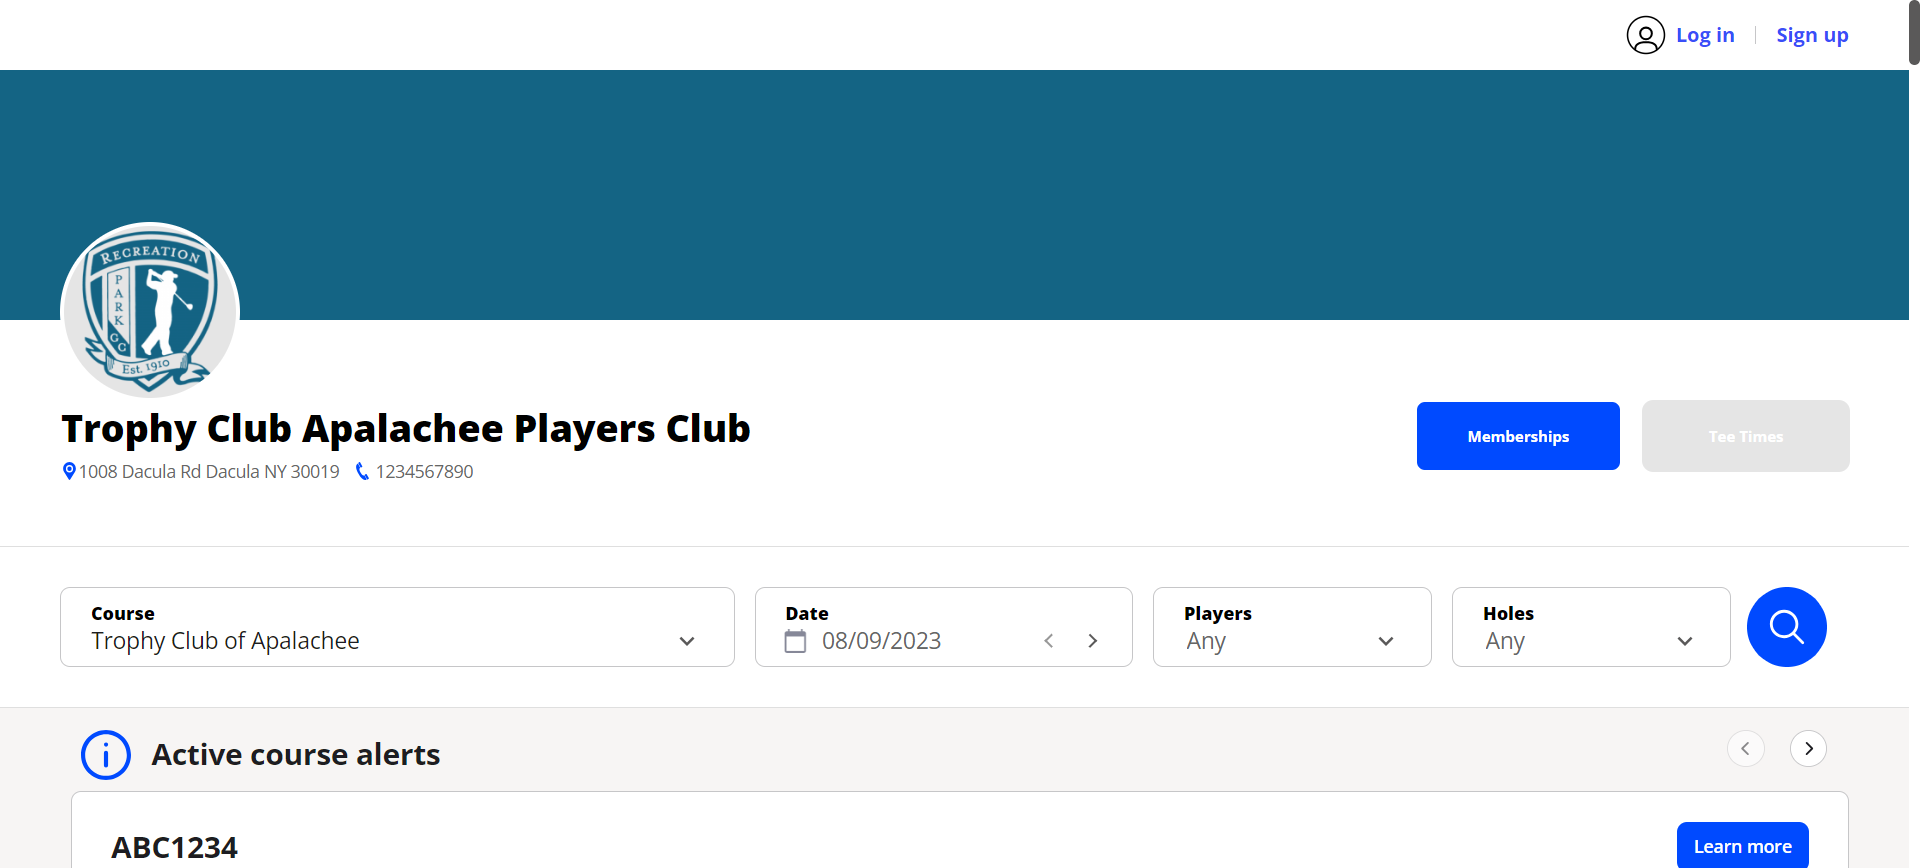 Log in
Sign up
RECREATION
PARK GC
Est. 1910
Trophy Club Apalachee Players Club
1008 Dacula Rd Dacula NY 30019 1234567890
Memberships
Tee Times
Course
Trophy Club of Apalachee
Date
08/09/2023
Players
Any
Holes
Any
Active course alerts
ABC1234
Learn more